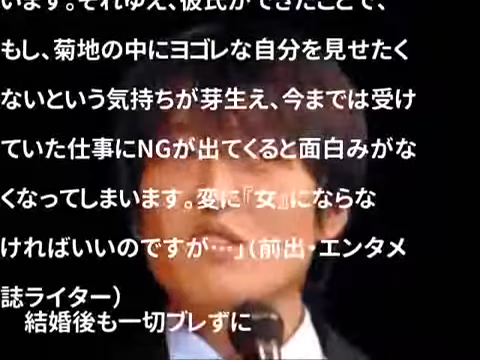 います。それゆえ、彼氏ができたことで、
もし、菊地の中にヨゴレな自分を見せたく
ないという気持ちが芽生え、今までは受け
ていた仕事にNGが出てくると面白みがな
くなってしまいます。変に『女』にならな
ければいいのですが…」（前出・エンタメ
誌ライター）
結婚後も一切ブレずに